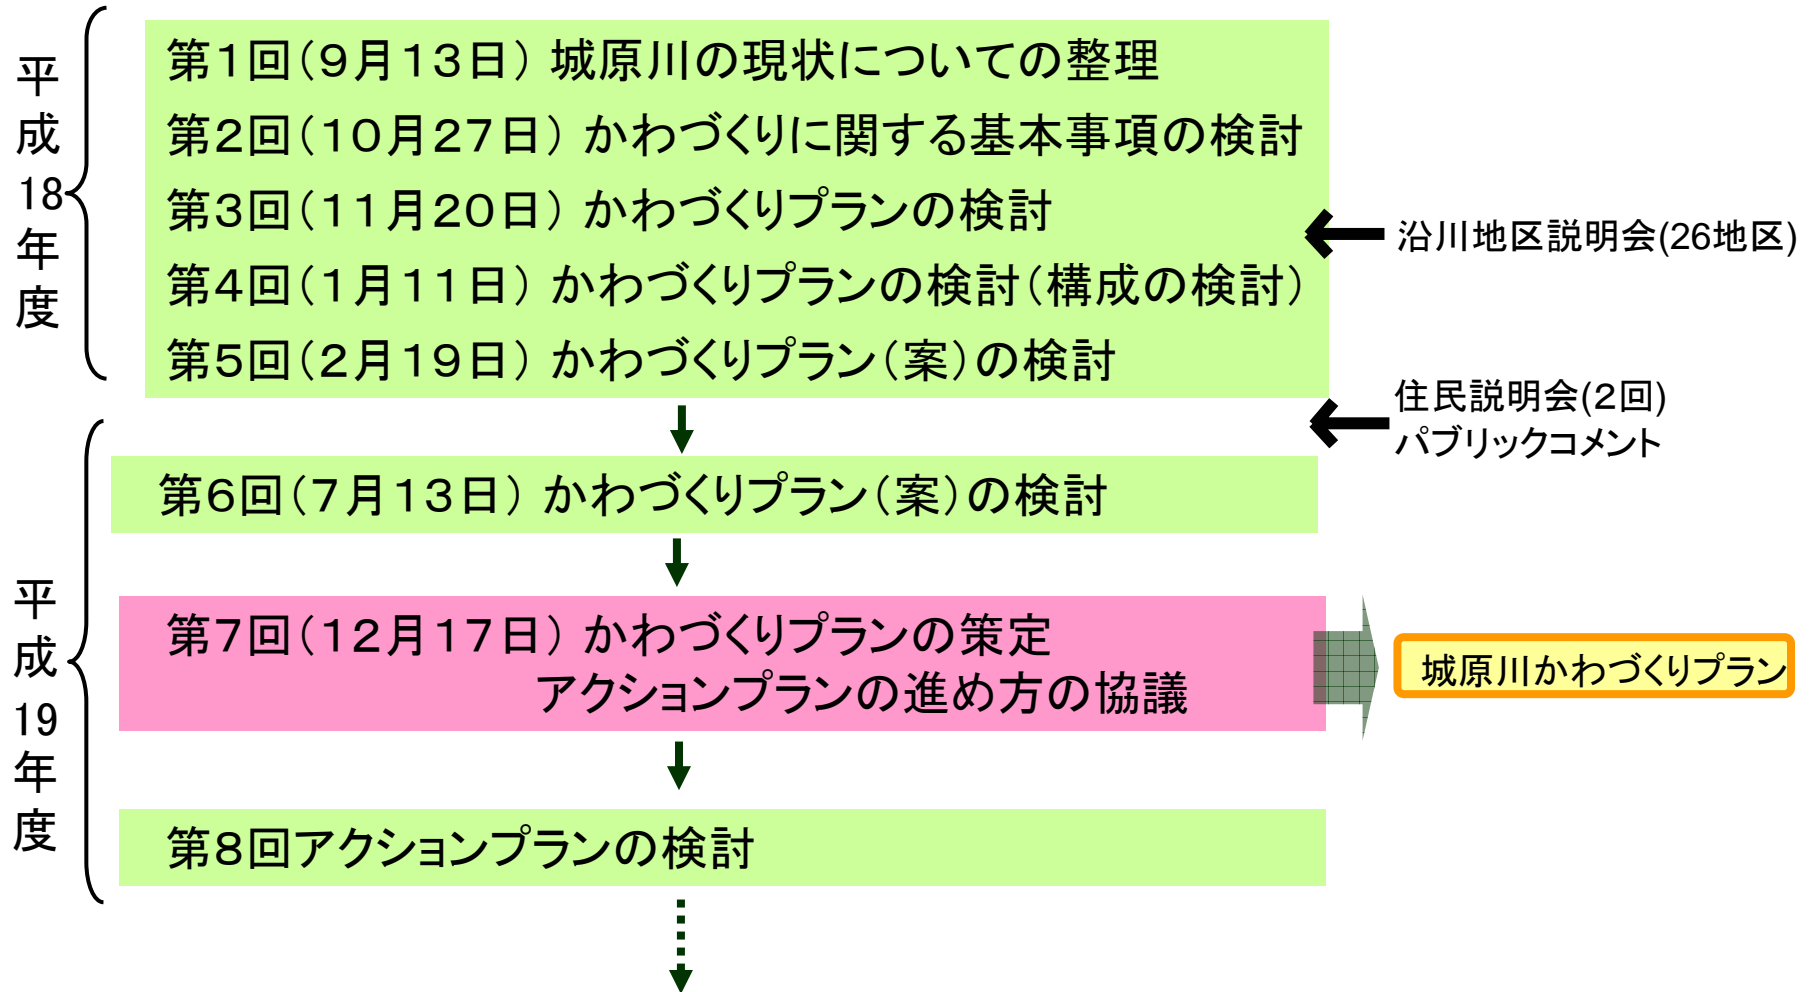 平成18年度
第1回(9月13日) 城原川の現状についての整理
第2回(10月27日) かわづくりに関する基本事項の検討
第3回(11月20日) かわづくりプランの検討
沿川地区説明会(26地区)
第4回(1月11日) かわづくりプランの検討(構成の検討)
第5回(2月19日) かわづくりプラン(案)の検討
住民説明会(2回)
パブリックコメント
平成19年度
第6回(7月13日) かわづくりプラン(案)の検討
第7回(12月17日) かわづくりプランの策定
アクションプランの進め方の協議
城原川かわづくりプラン
第8回アクションプランの検討